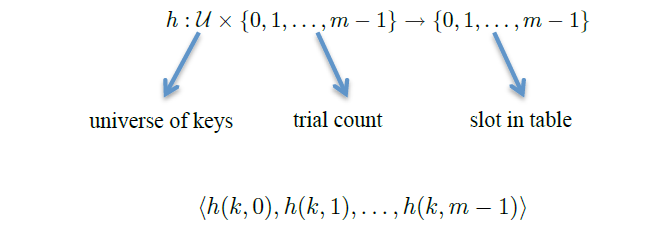 h : 𝒰 × {0, 1, . . . , m − 1} → {0, 1, . . . , m − 1}
universe of keys trial count slot in table
⟨h(k, 0), h(k, 1), . . . , h(k, m − 1)⟩